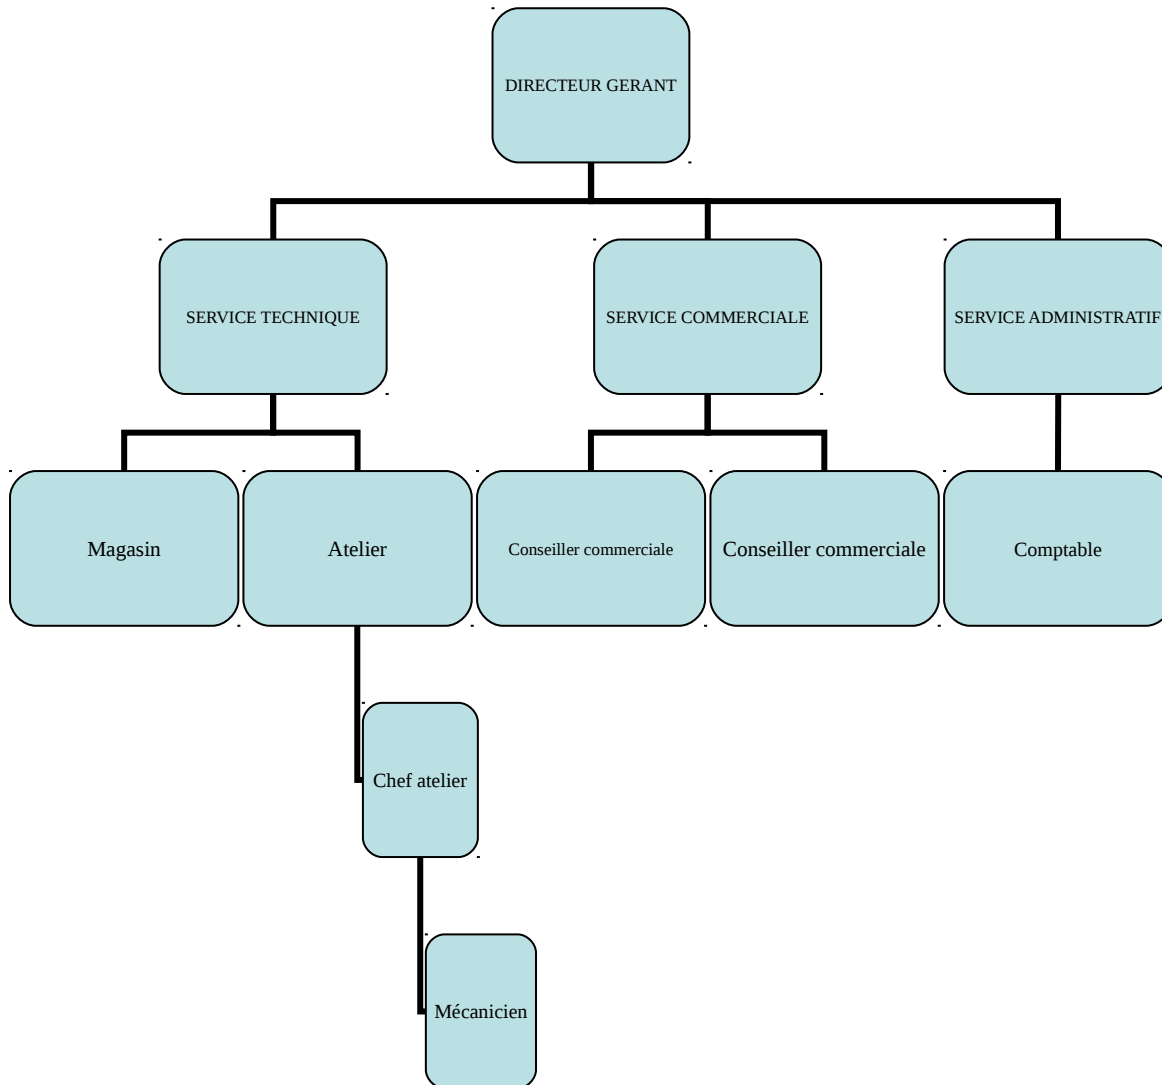 DIRECTEUR GERANT
SERVICE TECHNIQUE
SERVICE COMMERCIALE
SERVICE ADMINISTRATIF
Magasin
Atelier
Conseiller commerciale
Conseiller commerciale
Comptable
Chef atelier
Mécanicien